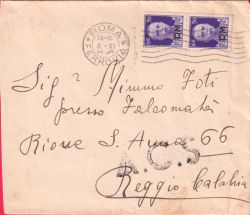 ROMA
FERROVIA
P.M. P.M.
Sig. Mimmo Foti
presso Falcomatà
Rione S. Anna 66
A.C.S
Reggio Calabria